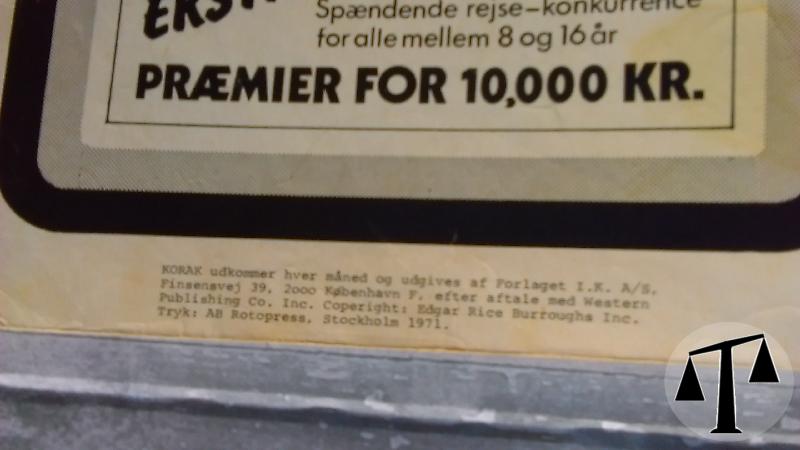 Spændende rejse-konkurrence
for alle mellem 8 og 16 år
PRÆMIER FOR 10,000 KR.
KORAK udkommer hver måned og udgives af Forlaget I.K. A/S,
Finsensvej 39, 2000 København F, efter aftale med Western
Publishing Co. Inc. Coperight: Edgar Rice Burroughs Inc.
Tryk: AB Rotopress, Stockholm 1971.